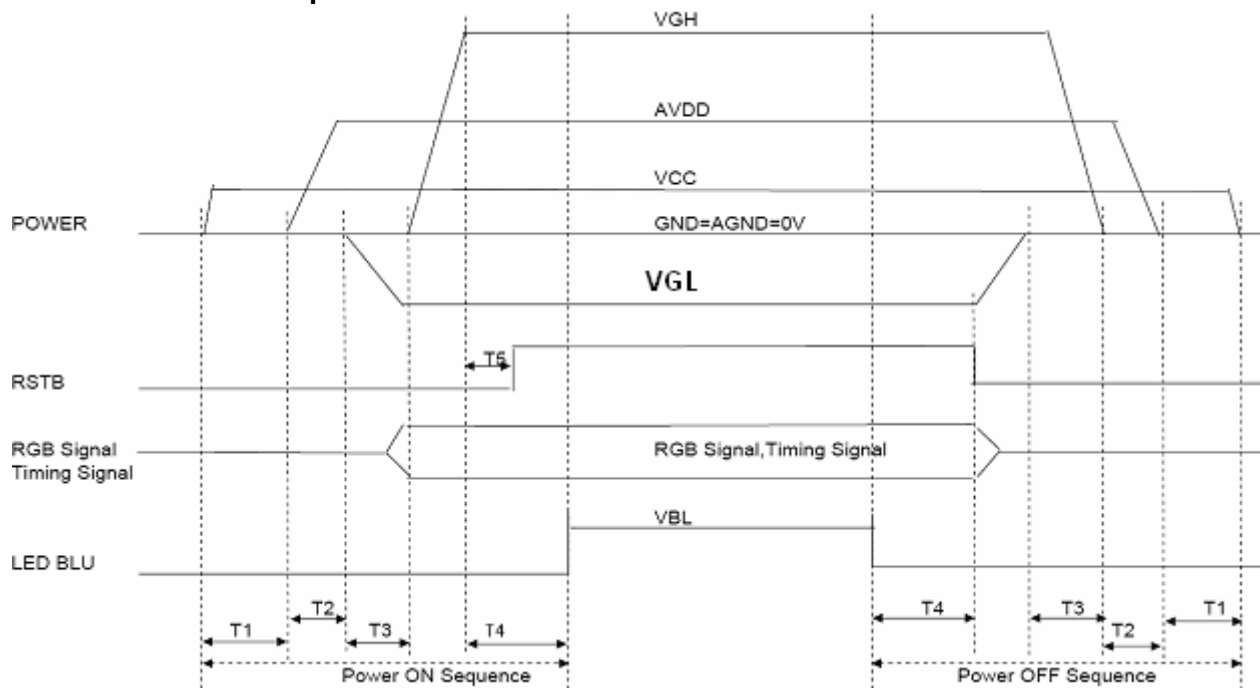 VGH
AVDD
VCC
POWER
GND=AGND=0V
VGL
T5
RSTB
RGB Signal
Timing Signal
RGB Signal,Timing Signal
VBL
LED BLU
T1
T2
T3
T4
T4
T3
T2
T1
Power ON Sequence
Power OFF Sequence